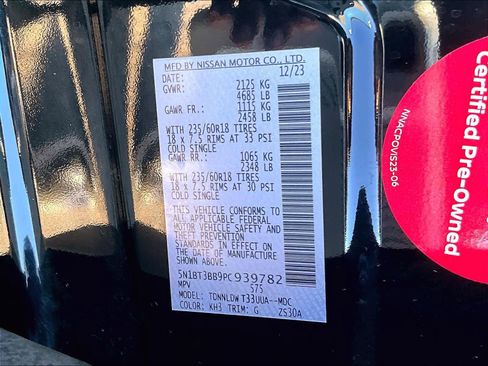 MFD BY NISSAN MOTOR CO., LTD.
DATE: 12/23
GVWR: 2125 KG
4685 LB
GAWR FR.: 1115 KG
2458 LB
WITH 235/60R18 TIRES
18 x 7.5 RIMS AT 33 PSI
COLD SINGLE
GAWR RR.: 1065 KG
2348 LB
WITH 235/60R18 TIRES
18 x 7.5 RIMS AT 30 PSI
COLD SINGLE
THIS VEHICLE CONFORMS TO
ALL APPLICABLE FEDERAL
MOTOR VEHICLE SAFETY AND
THEFT PREVENTION
STANDARDS IN EFFECT ON
THE DATE OF MANUFACTURE
SHOWN ABOVE.
5N1BT3BB9PC939782
MPV 575
MODEL: TDNNLDWT33UUA--MDC
COLOR: KH3 TRIM: G ZS30A
NNACPOVIS23-06
Certified Pre-Owned